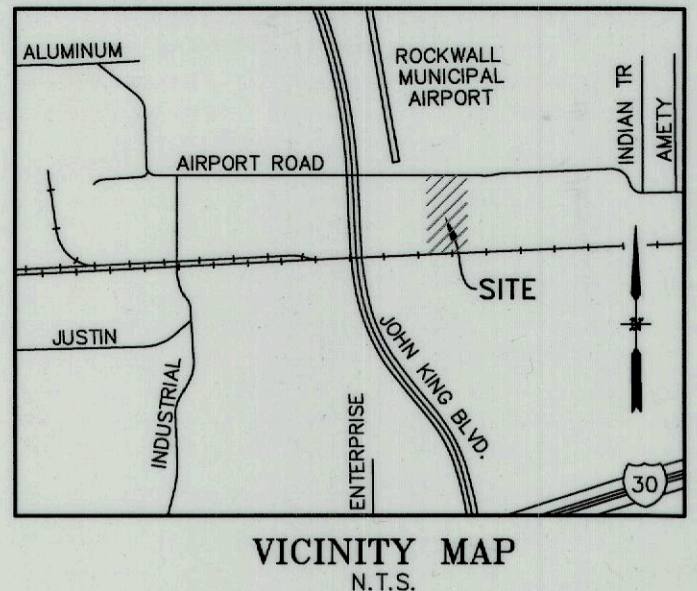 ALUMINUM
ROCKWALL
MUNICIPAL
AIRPORT
INDIAN TR
AMETY
AIRPORT ROAD
SITE
JUSTIN
INDUSTRIAL
JOHN KING BLVD.
ENTERPRISE
30
VICINITY MAP
N.T.S.